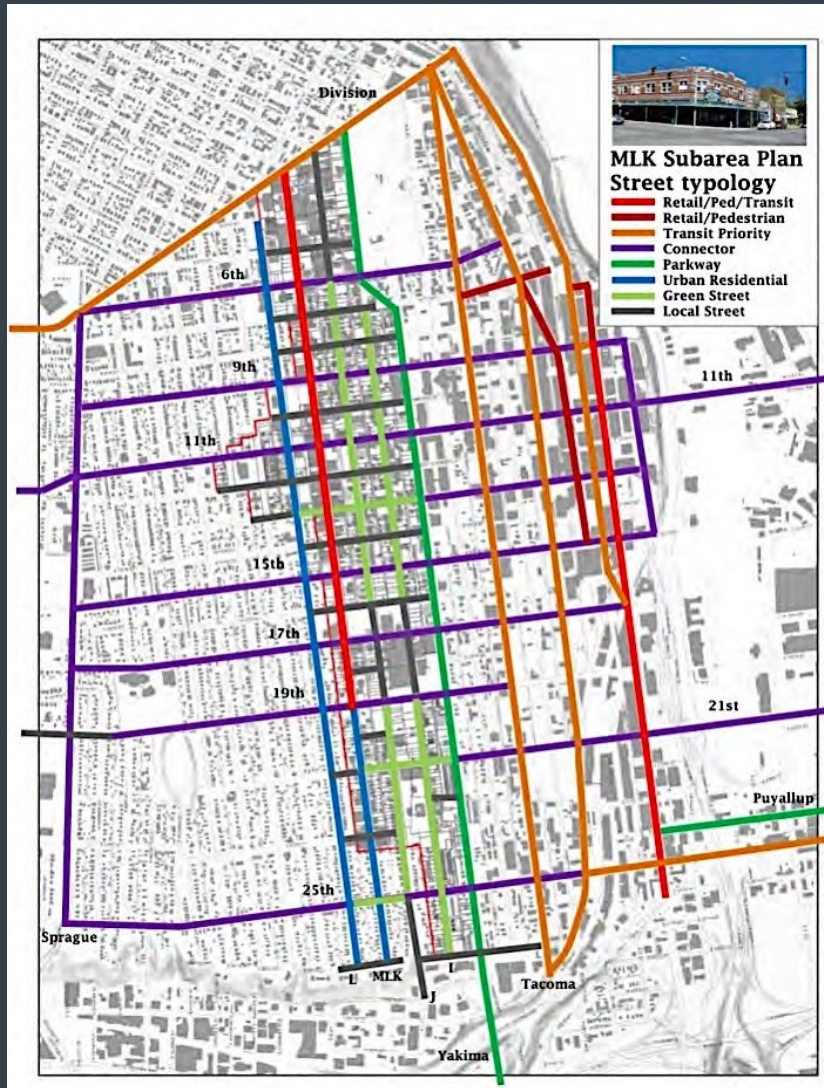 Division
MLK Subarea Plan
Street typology
Retail/Ped/Transit
Retail/Pedestrian
Transit Priority
Connector
Parkway
Urban Residential
Green Street
Local Street
6th
9th
11th
11th
15th
17th
19th
21st
Puyallup
25th
Sprague
L
MLK
I
J
Tacoma
Yakima